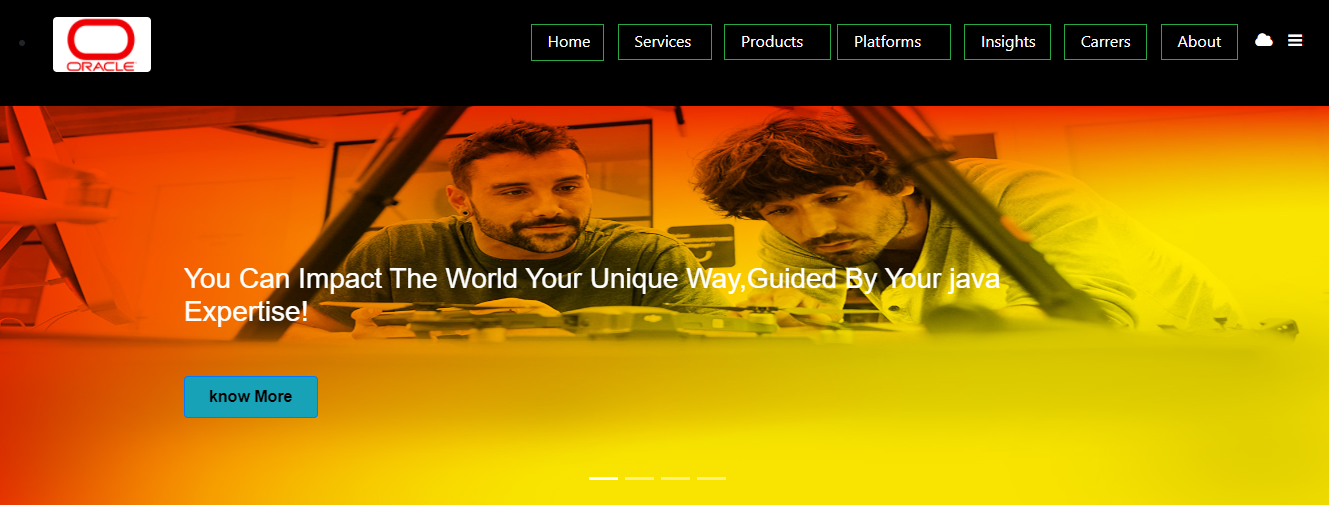 ORACLE
Home Services Products Platforms Insights Carrers About
You Can Impact The World Your Unique Way,Guided By Your java
Expertise!
know More